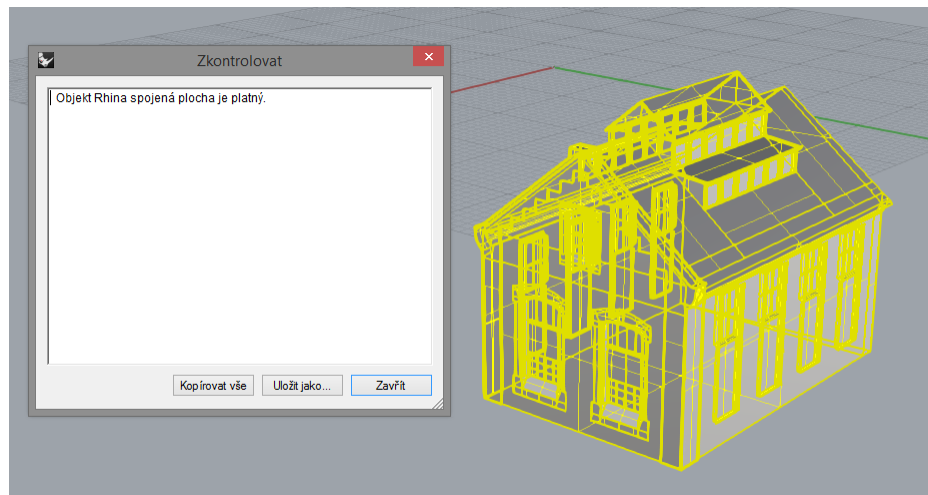 Zkontrolovat
Objekt Rhina spojená plocha je platný.
Kopírovat vše
Uložit jako...
Zavřít